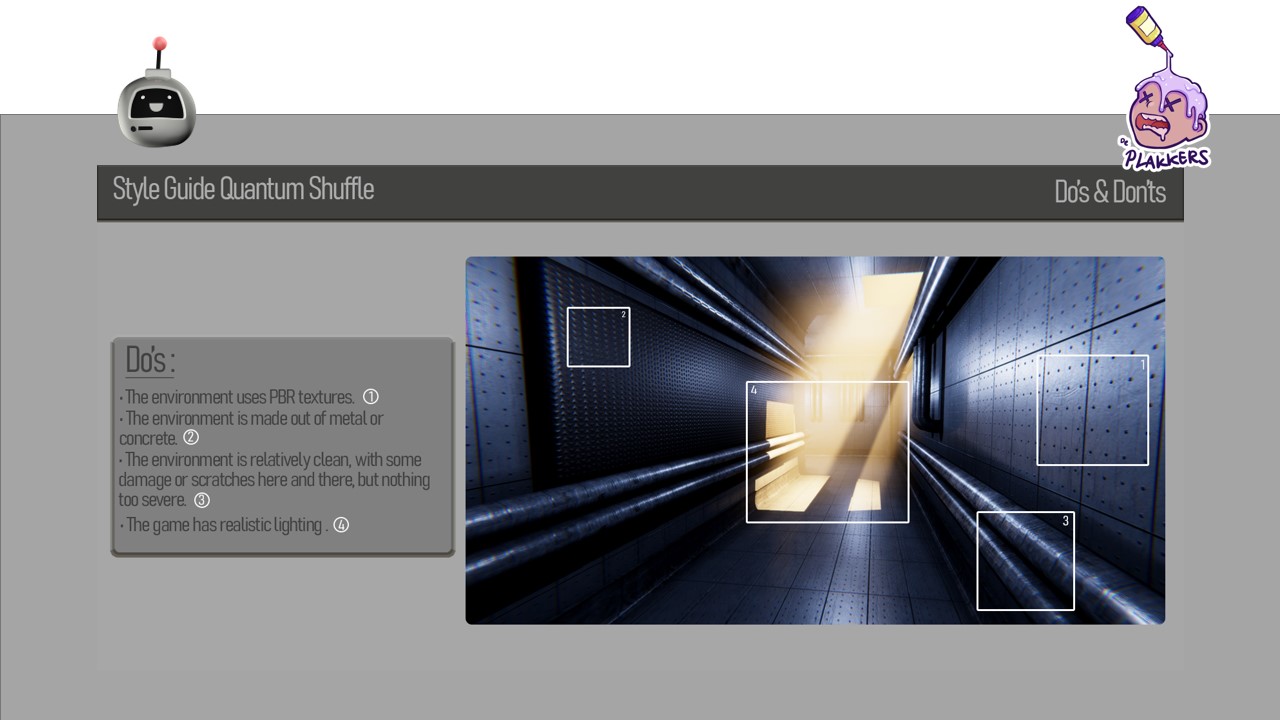 DE
PLAKKERS
Style Guide Quantum Shuffle
Do's & Don'ts
Do's :
· The environment uses PBR textures. ①
· The environment is made out of metal or
concrete. ②
· The environment is relatively clean, with some
damage or scratches here and there, but nothing
too severe. ③
· The game has realistic lighting . ④
2
1
4
3